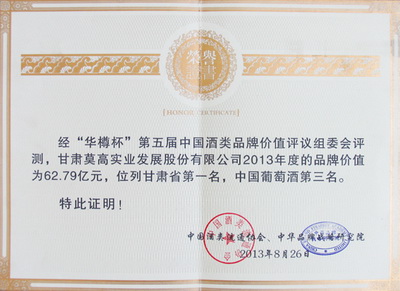 荣誉
证书
HONOR CERTIFICATE
经“华樽杯”第五届中国酒类品牌价值评议组委会评
测，甘肃莫高实业发展股份有限公司2013年度的品牌价值
为62.79亿元，位列甘肃省第一名，中国葡萄酒第三名。
特此证明！
中国酒类流通协会、中华品牌战略研究院
2013年8月26日